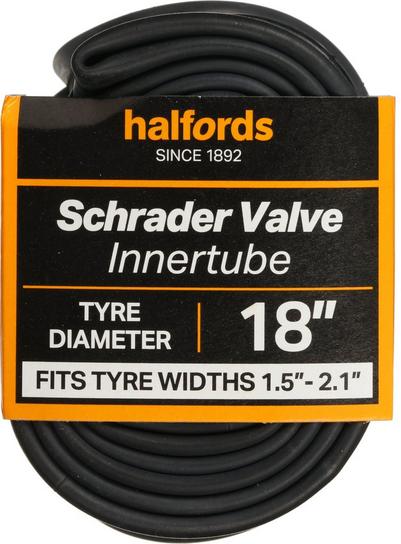 halfords
SINCE 1892
Schrader Valve
Innertube
TYRE
DIAMETER
18"
FITS TYRE WIDTHS 1.5"- 2.1"